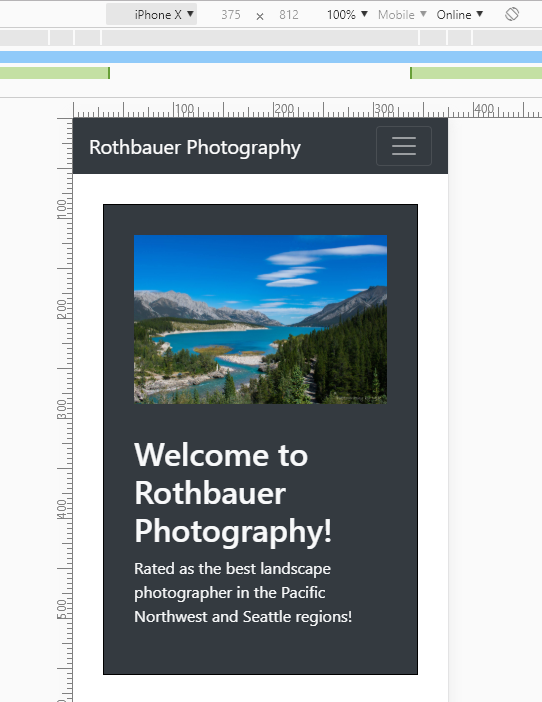 iPhone X ▼ 375 × 812 100% ▼ Mobile ▼ Online ▼
100 200 300 400
Rothbauer Photography
100
200
300
400
500
Welcome to
Rothbauer
Photography!
Rated as the best landscape
photographer in the Pacific
Northwest and Seattle regions!